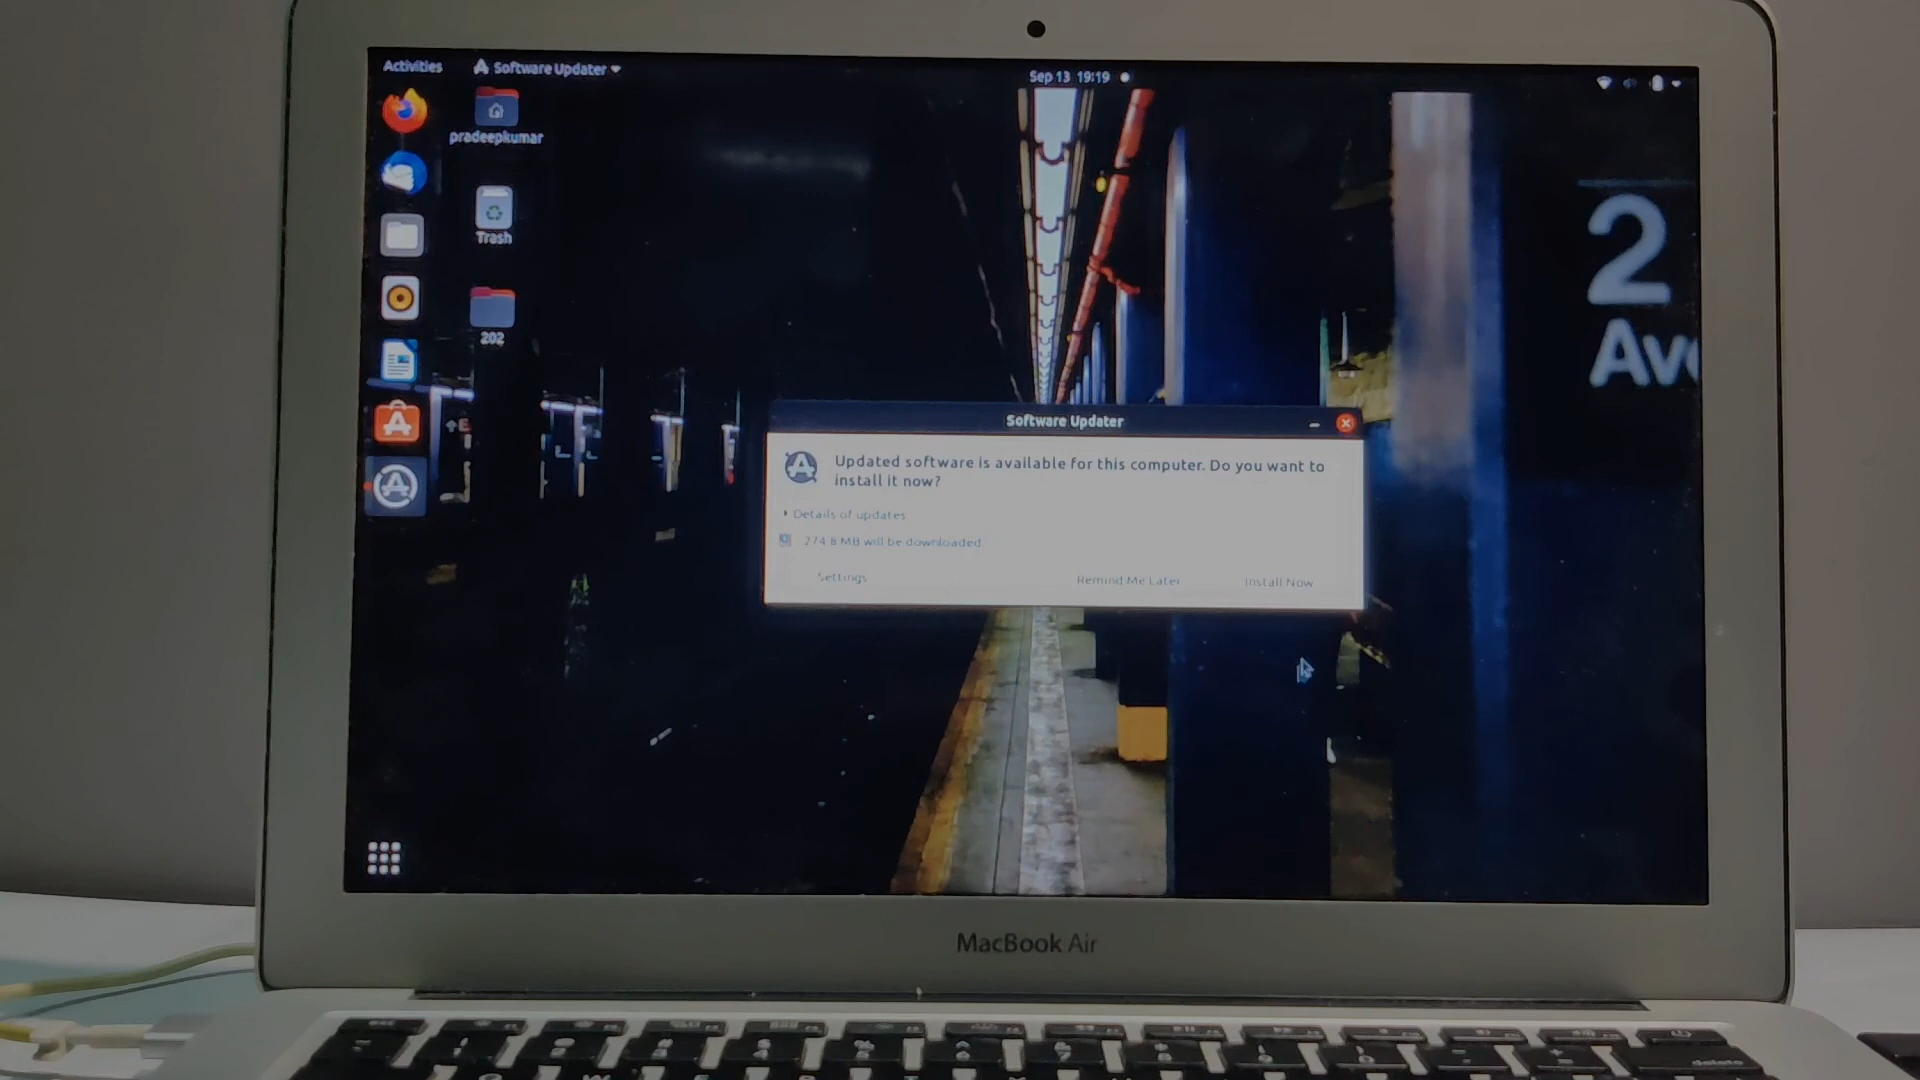 Activities
Software Updater
Sep 13 19:19
pradeepkumar
Trash
202
2
Av
E
Software Updater
Updated software is available for this computer. Do you want to
install it now?
Details of updates
274.8 MB will be downloaded
Settings
Remind Me Later
Install Now
MacBook Air
delete